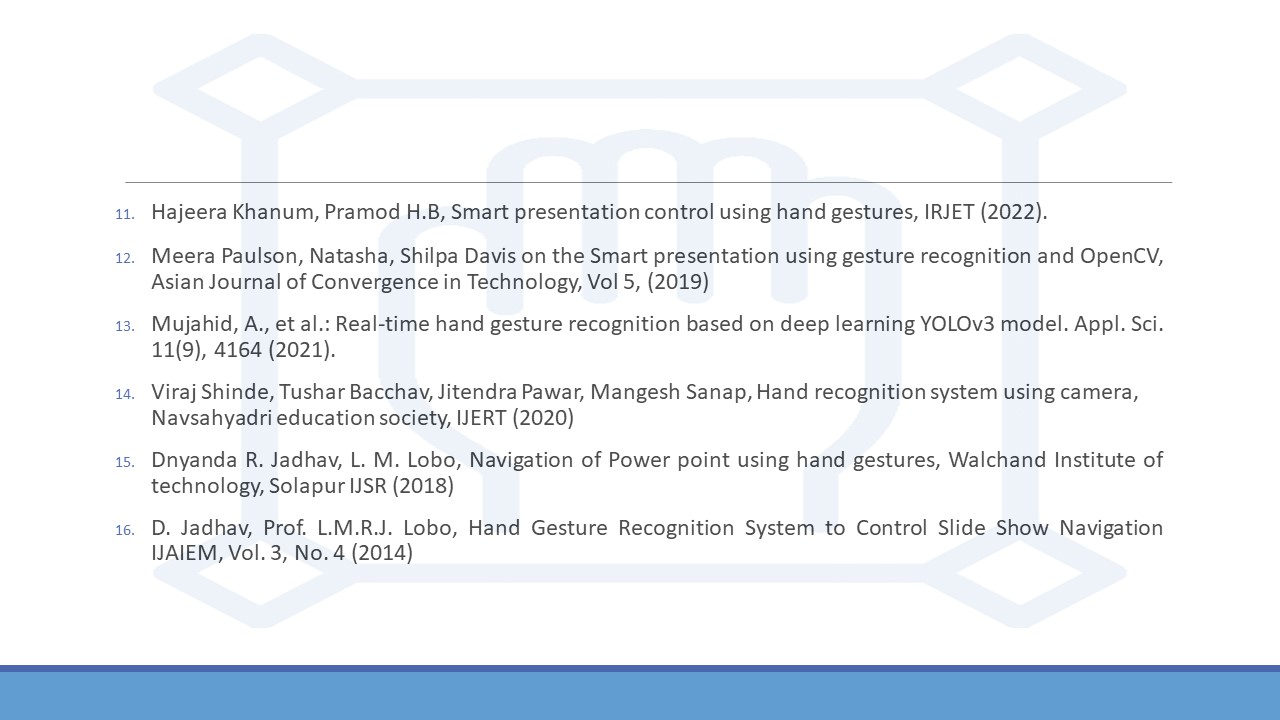 11. Hajeera Khanum, Pramod H.B, Smart presentation control using hand gestures, IRJET (2022).
12. Meera Paulson, Natasha, Shilpa Davis on the Smart presentation using gesture recognition and OpenCV,
Asian Journal of Convergence in Technology, Vol 5, (2019)
13. Mujahid, A., et al.: Real-time hand gesture recognition based on deep learning YOLOv3 model. Appl. Sci.
11(9), 4164 (2021).
14. Viraj Shinde, Tushar Bacchav, Jitendra Pawar, Mangesh Sanap, Hand recognition system using camera,
Navsahyadri education society, IJERT (2020)
15. Dnyanda R. Jadhav, L. M. Lobo, Navigation of Power point using hand gestures, Walchand Institute of
technology, Solapur IJSR (2018)
16. D. Jadhav, Prof. L.M.R.J. Lobo, Hand Gesture Recognition System to Control Slide Show Navigation
IJAIEM, Vol. 3, No. 4 (2014)